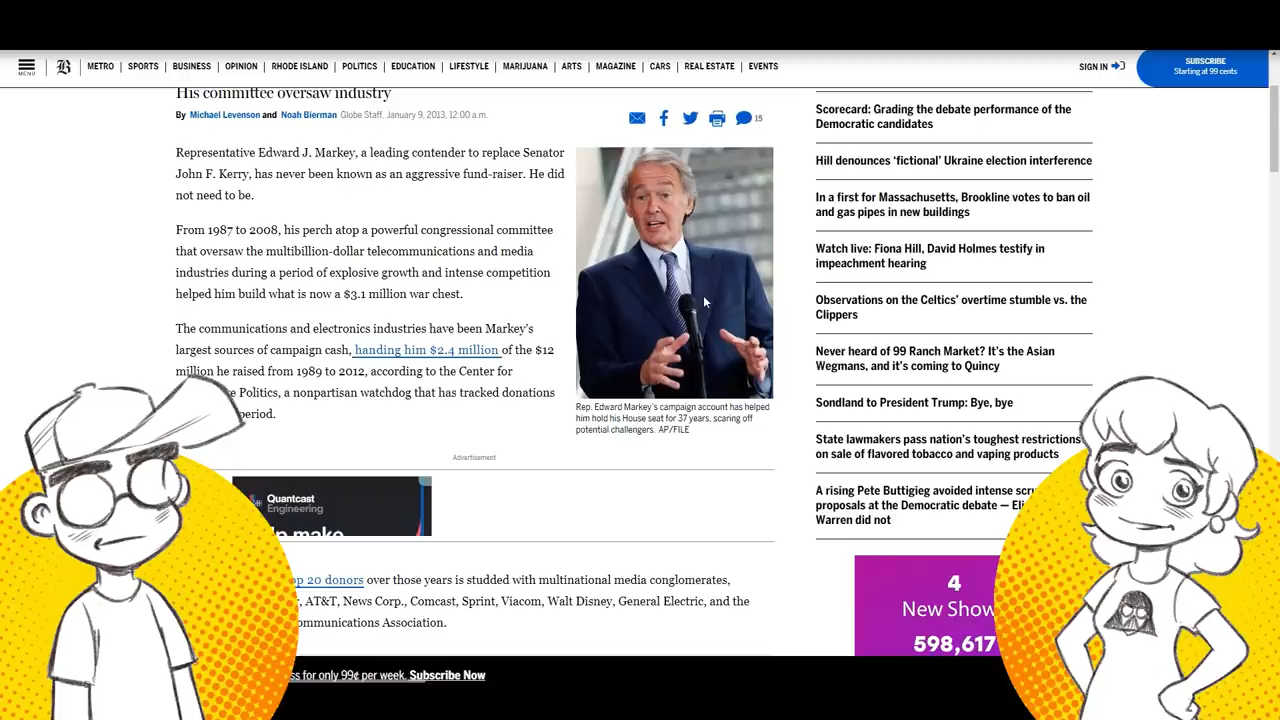 MENU
B
METRO SPORTS BUSINESS OPINION RHODE ISLAND POLITICS EDUCATION LIFESTYLE MARIJUANA ARTS MAGAZINE CARS REAL ESTATE EVENTS
SIGN IN
SUBSCRIBE
Starting at 99 cents
His committee oversaw industry
By Michael Levenson and Noah Bierman Globe Staff, January 9, 2013, 12:00 a.m.
15
Representative Edward J. Markey, a leading contender to replace Senator
John F. Kerry, has never been known as an aggressive fund-raiser. He did
not need to be.
From 1987 to 2008, his perch atop a powerful congressional committee
that oversaw the multibillion-dollar telecommunications and media
industries during a period of explosive growth and intense competition
helped him build what is now a $3.1 million war chest.
The communications and electronics industries have been Markey's
largest sources of campaign cash, handing him $2.4 million of the $12
million he raised from 1989 to 2012, according to the Center for
Politics, a nonpartisan watchdog that has tracked donations
period.
Rep. Edward Markey's campaign account has helped
him hold his House seat for 37 years, scaring off
potential challengers. AP/FILE
Advertisement
Quantcast
Engineering
make
20 donors over those years is studded with multinational media conglomerates,
AT&T, News Corp., Comcast, Sprint, Viacom, Walt Disney, General Electric, and the
Association.
for only 99¢ per week. Subscribe Now
Scorecard: Grading the debate performance of the
Democratic candidates
Hill denounces 'fictional' Ukraine election interference
In a first for Massachusetts, Brookline votes to ban oil
and gas pipes in new buildings
Watch live: Fiona Hill, David Holmes testify in
impeachment hearing
Observations on the Celtics' overtime stumble vs. the
Clippers
Never heard of 99 Ranch Market? It's the Asian
Wegmans, and it's coming to Quincy
Sondland to President Trump: Bye, bye
State lawmakers pass nation's toughest restrictions
on sale of flavored tobacco and vaping products
A rising Pete Buttigieg avoided intense
proposals at the Democratic debate —
Warren did not
4
New
598,617